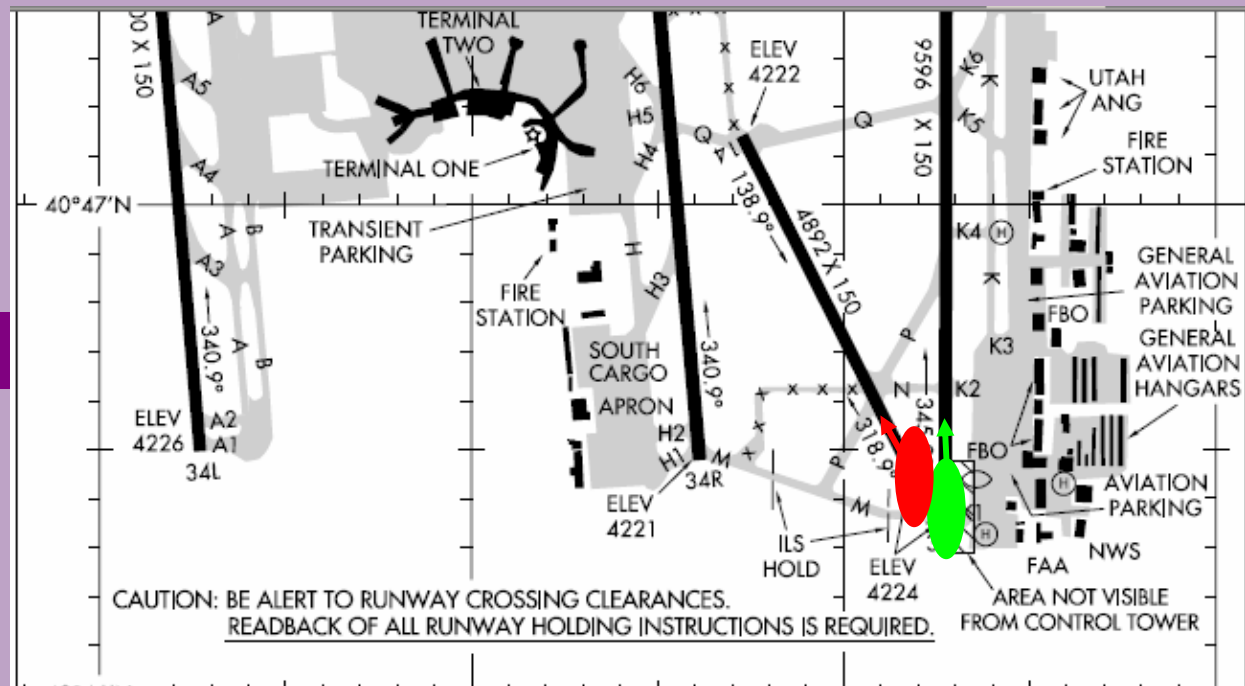 TERMINAL
TWO
ELEV
4222
9596 X 150
K6
K
UTAH
ANG
A5
H6
H5
Q
Q
K5
14
FIRE
STATION
TERMINAL ONE
H4
A4
138.9°
40°47'N
4892 X 150
TRANSIENT
PARKING
A
B
H
K4
H
GENERAL
AVIATION
PARKING
A3
H3
K
FIRE
STATION
FBO
340.9°
340.9°
P
K3
GENERAL
AVIATION
HANGARS
A
B
SOUTH
CARGO
APRON
N
K2
ELEV
4226
A2
A1
34L
H2
H1
M
34R
318.9°
P
FBO
ELEV
4221
M
H
AVIATION
PARKING
ILS
HOLD
ELEV
4224
H
FAA
NWS
AREA NOT VISIBLE
FROM CONTROL TOWER
CAUTION: BE ALERT TO RUNWAY CROSSING CLEARANCES.
READBACK OF ALL RUNWAY HOLDING INSTRUCTIONS IS REQUIRED.